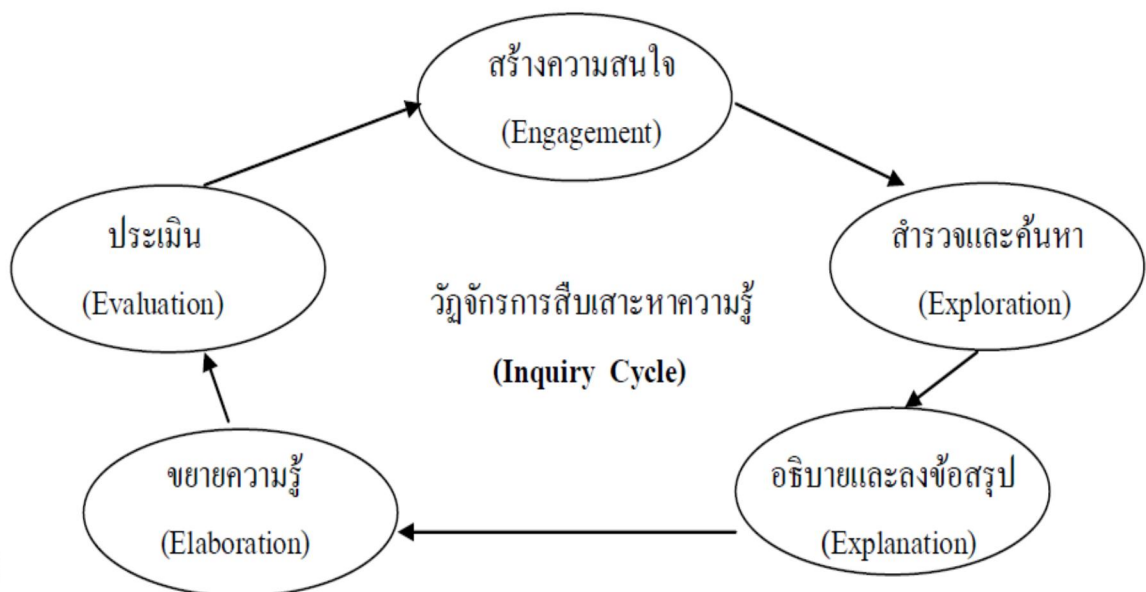 สร้างความสนใจ
(Engagement)
สำรวจและค้นหา
(Exploration)
อธิบายและลงข้อสรุป
(Explanation)
ขยายความรู้
(Elaboration)
ประเมิน
(Evaluation)
วัฏจักรการสืบเสาะหาความรู้
(Inquiry Cycle)